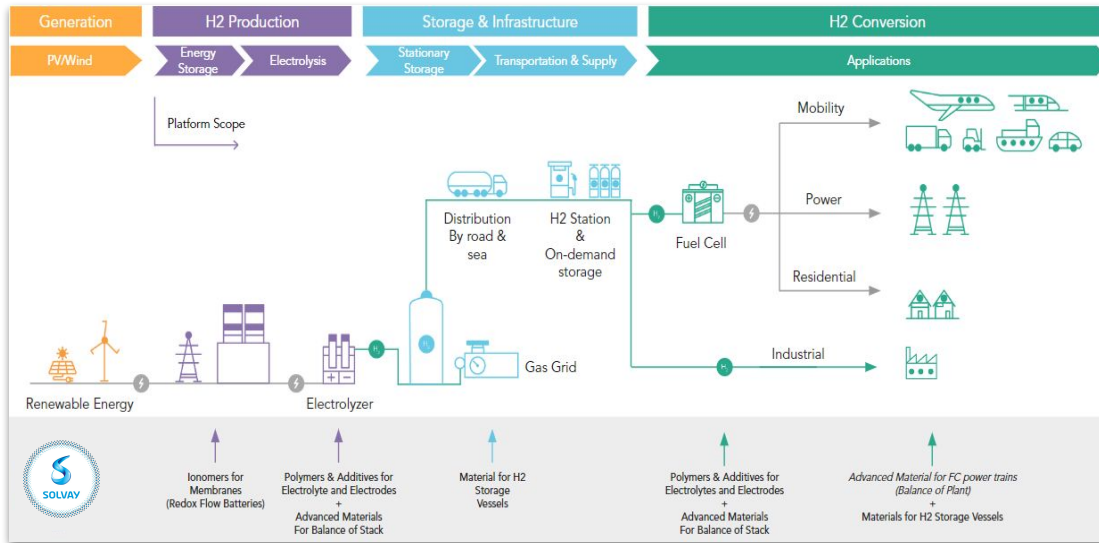 Generation
H2 Production
Storage & Infrastructure
H2 Conversion
PV/Wind
Energy
Storage
Electrolysis
Stationary
Storage
Transportation & Supply
Applications
Platform Scope
Mobility
Distribution
By road &
sea
H2 Station
&
On-demand
storage
H₂
Fuel Cell
Power
Residential
H₂
H₂
Gas Grid
H₂
Industrial
Renewable Energy
Electrolyzer
SOLVAY
Ionomers for
Membranes
(Redox Flow Batteries)
Polymers & Additives for
Electrolyte and Electrodes
+
Advanced Materials
For Balance of Stack
Material for H2
Storage
Vessels
Polymers & Additives for
Electrolytes and Electrodes
+
Advanced Materials
For Balance of Stack
Advanced Material for FC power trains
(Balance of Plant)
+
Materials for H2 Storage Vessels